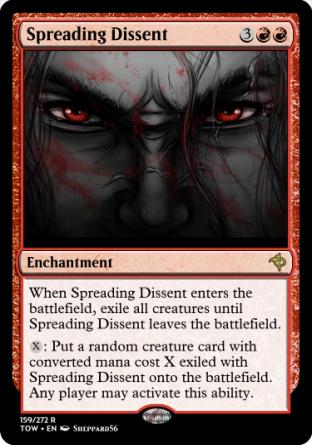 Spreading Dissent 3
Enchantment
When Spreading Dissent enters the
battlefield, exile all creatures until
Spreading Dissent leaves the battlefield.
X: Put a random creature card with
converted mana cost X exiled with
Spreading Dissent onto the battlefield.
Any player may activate this ability.
159/272 R
TOW • EN SHEPPARD56